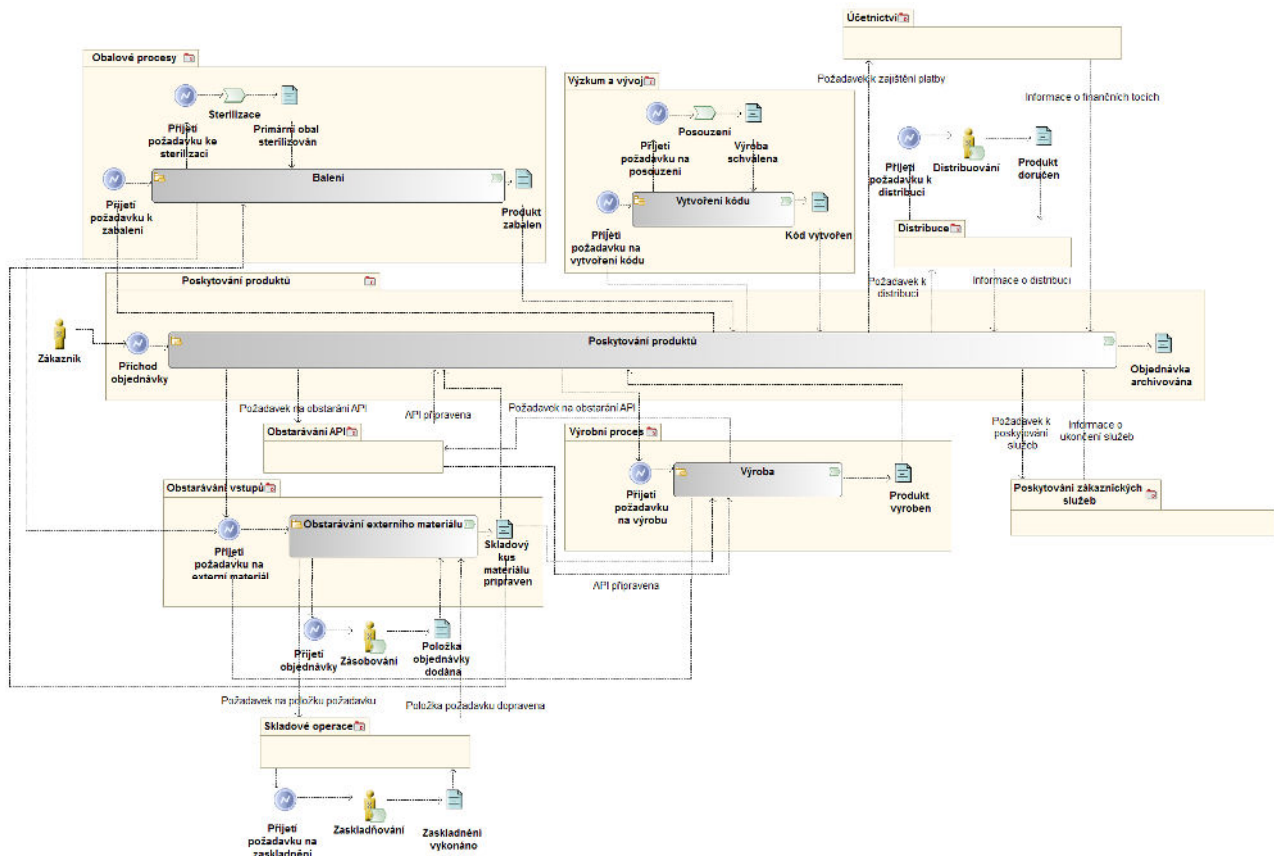 Účetnictví
Obalové procesy
Výzkum a vývoj
Požadavek k zajištění platby
Informace o finančních tocích
Sterilizace
Přijetí
požadavku ke
sterilizaci
Primární obal
sterilizován
Posouzení
Přijetí
požadavku na
posouzení
Výroba
schválena
Přijetí
požadavku k
distribuci
Distribuování
Produkt
doručen
Balení
Přijetí
požadavku k
zabalení
Produkt
zabalen
Vytvoření kódu
Přijetí
požadavku na
vytvoření kódu
Kód vytvořen
Distribuce
Požadavek k
distribuci
Informace o distribuci
Poskytování produktů
Zákazník
Příchod
objednávky
Poskytování produktů
Objednávka
archivována
Požadavek na obstarání API
API připravena
Požadavek na obstarání API
Požadavek k
poskytování
služeb
Informace o
ukončení služeb
Obstarávání API
Výrobní proces
Přijetí
požadavku
na výrobu
Výroba
Produkt
vyroben
Obstarávání vstupů
Poskytování zákaznických
služeb
Přijetí
požadavku na
externí materiál
Obstarávání externího materiálu
Skladový
kus
materiálu
připraven
API připravena
Přijetí
objednávky
Zásobování
Položka
objednávky
dodána
Požadavek na položku požadavku
Položka požadavku dopravena
Skladové operace
Přijetí
požadavku na
zaskladnění
Zaskladňování
Zaskladnění
vykonáno